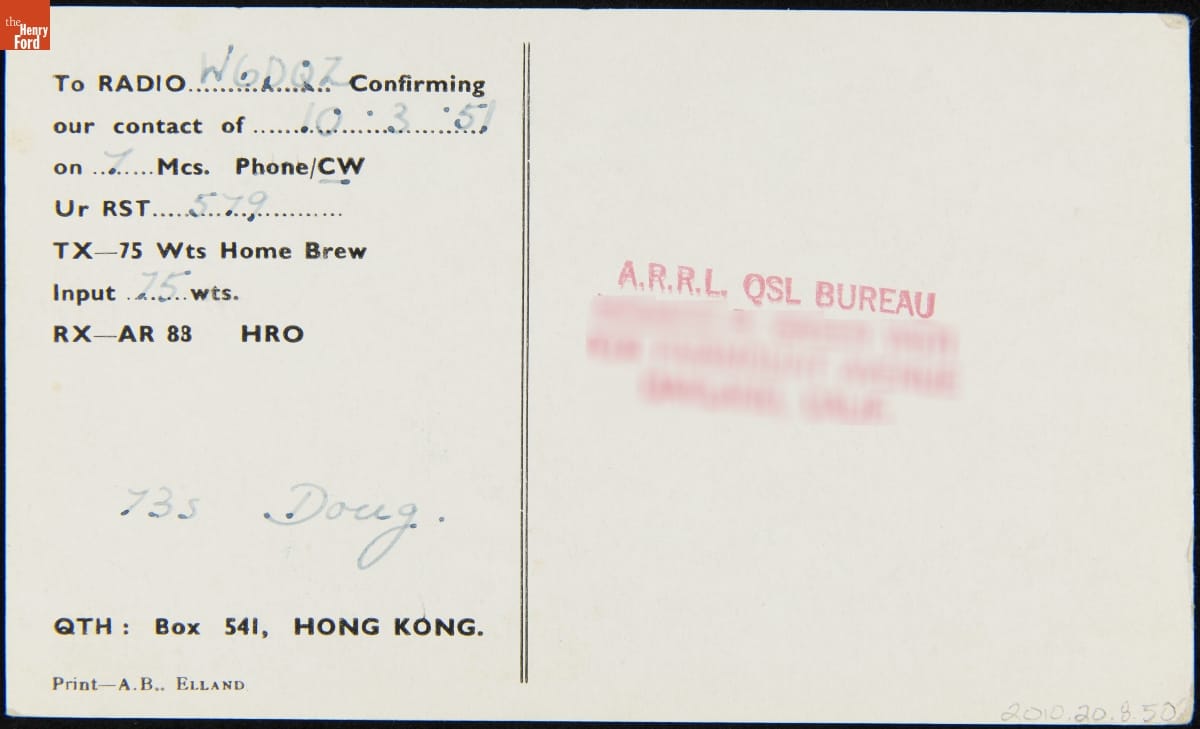 the
Henry
Ford
To RADIO W6DQZ Confirming
our contact of 10 . 3 . 51
on 7 Mcs. Phone/CW
Ur RST 579
TX—75 Wts Home Brew
Input 75 wts.
RX—AR 88 HRO
73s Doug.
QTH : Box 541, HONG KONG.
Print—A.B.. ELLAND
A.R.R.L. QSL BUREAU
2010.20.8.50